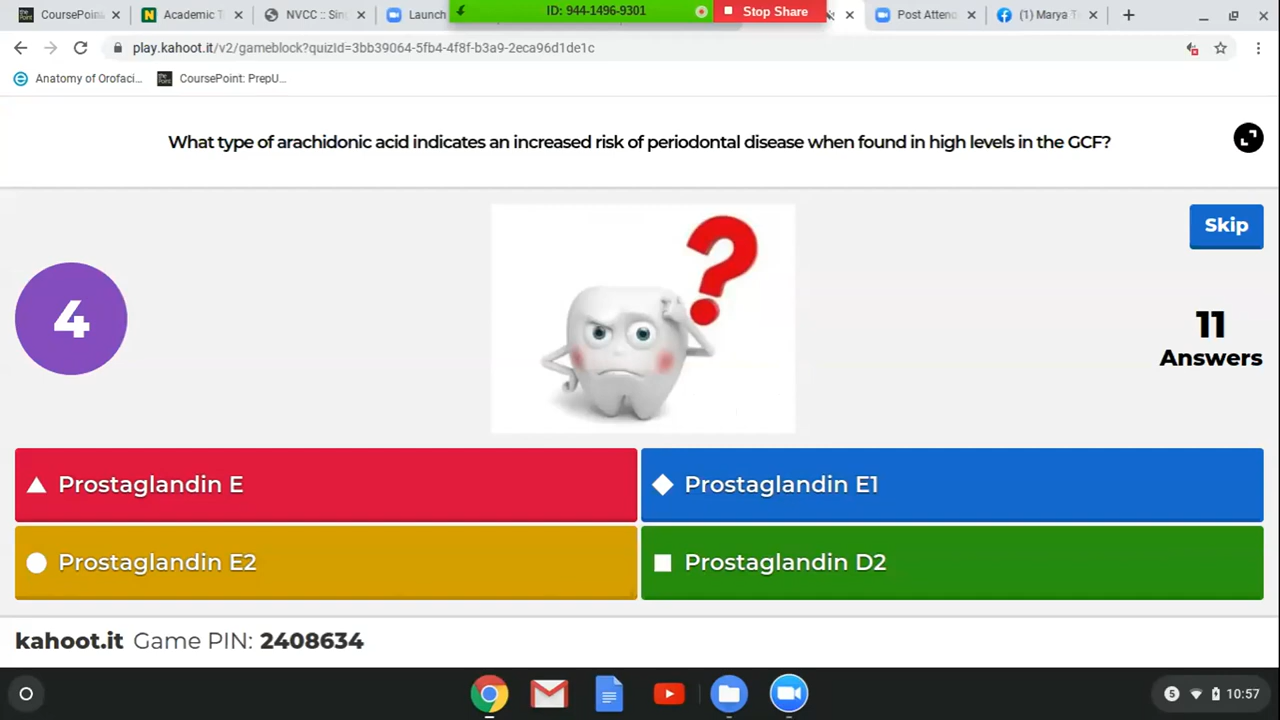 CoursePoint
Academic T
NVCC :: Sin
Launch
ID: 944-1496-9301
Stop Share
Post Attend
(1) Marya T
play.kahoot.it/v2/gameblock?quizId=3bb39064-5fb4-4f8f-b3a9-2eca96d1de1c
Anatomy of Orofaci...
CoursePoint: PrepU...
What type of arachidonic acid indicates an increased risk of periodontal disease when found in high levels in the GCF?
Skip
4
11
Answers
Prostaglandin E
Prostaglandin E1
Prostaglandin E2
Prostaglandin D2
kahoot.it Game PIN: 2408634
5
10:57